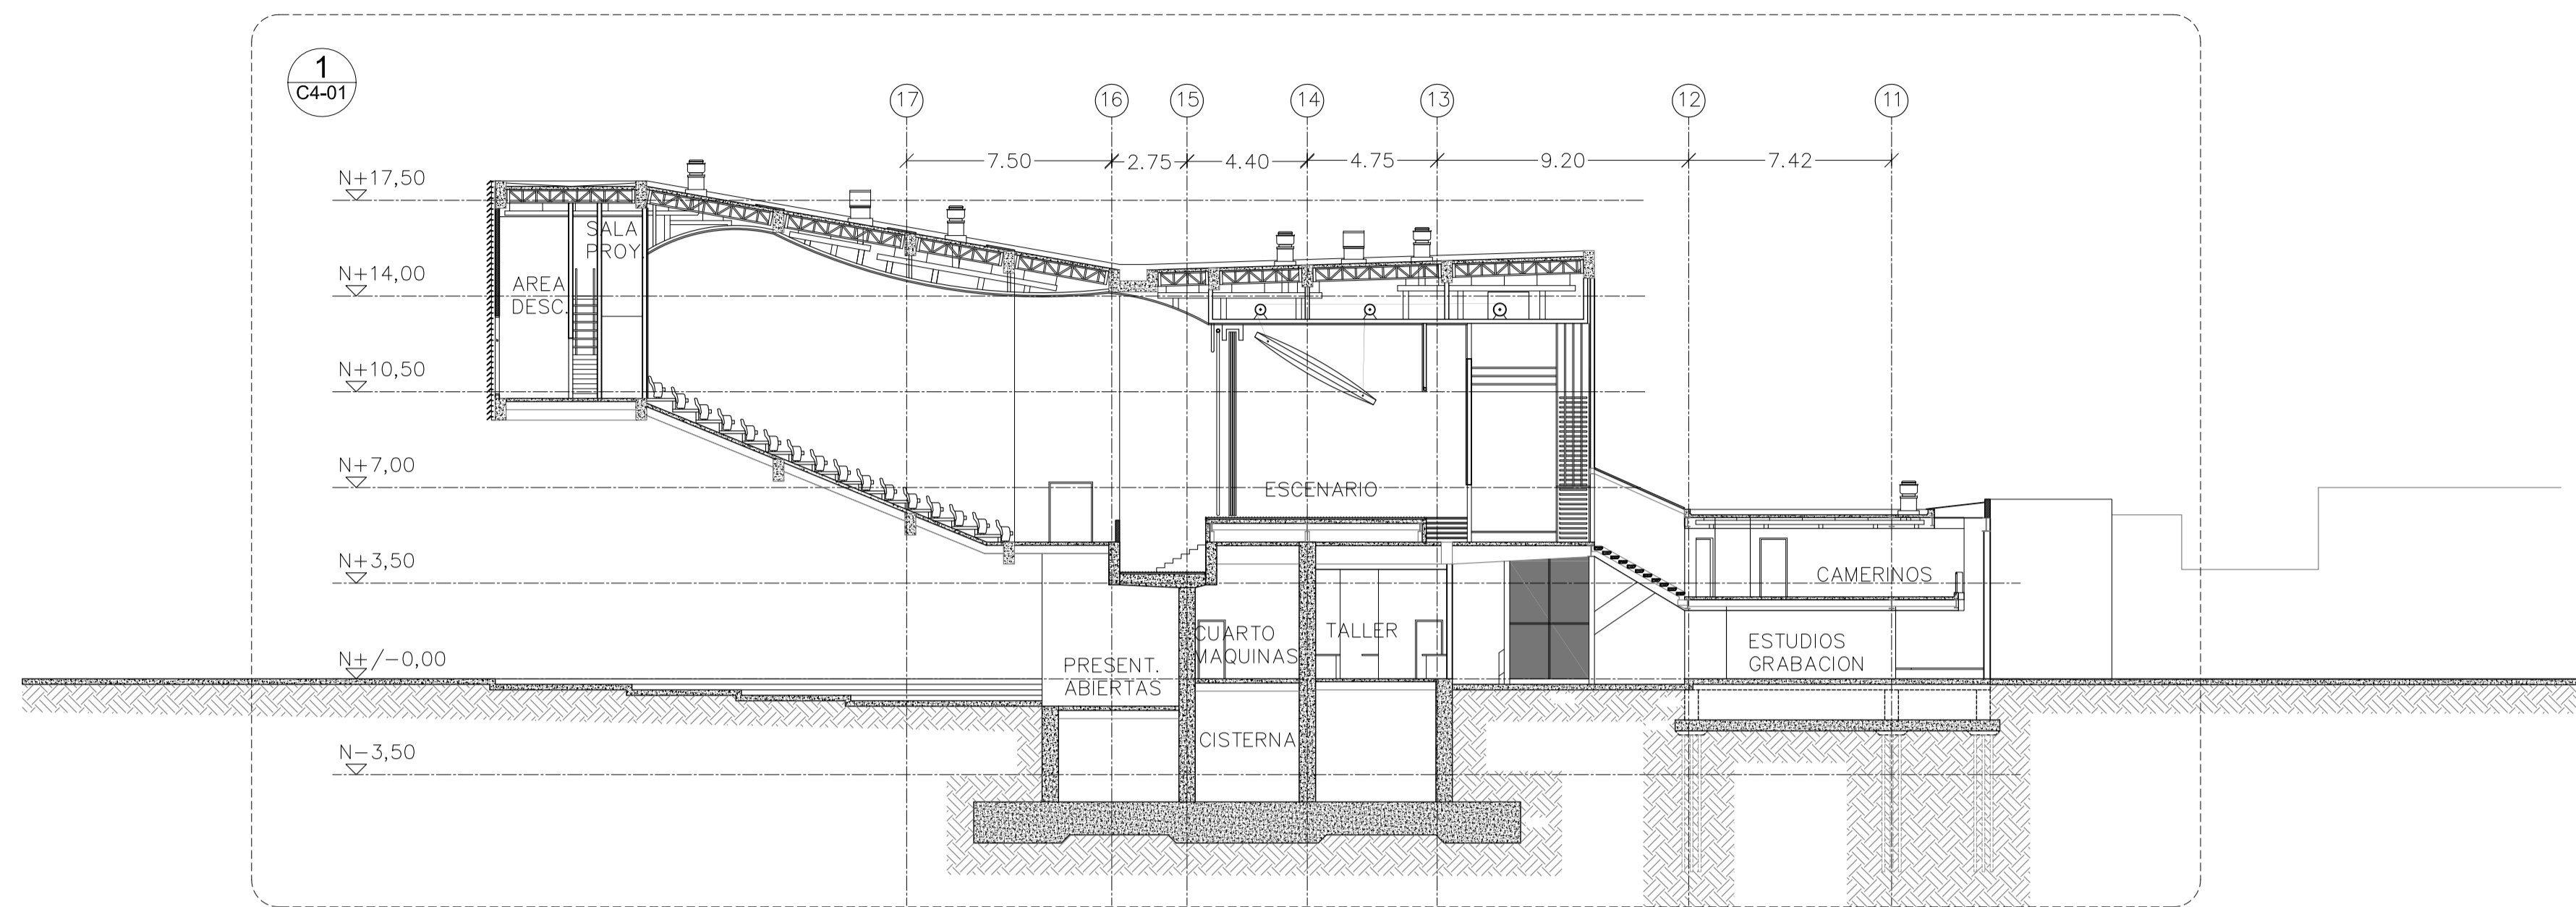 1
C4-01
17
16
15
14
13
12
11
7.50
2.75
4.40
4.75
9.20
7.42
N+17,50
SALA
PROY.
N+14,00
AREA
DESC.
N+10,50
N+7,00
ESCENARIO
N+3,50
CAMERINOS
CUARTO
MAQUINAS
TALLER
ESTUDIOS
GRABACION
N+/-0,00
PRESENT.
ABIERTAS
N-3,50
CISTERNA